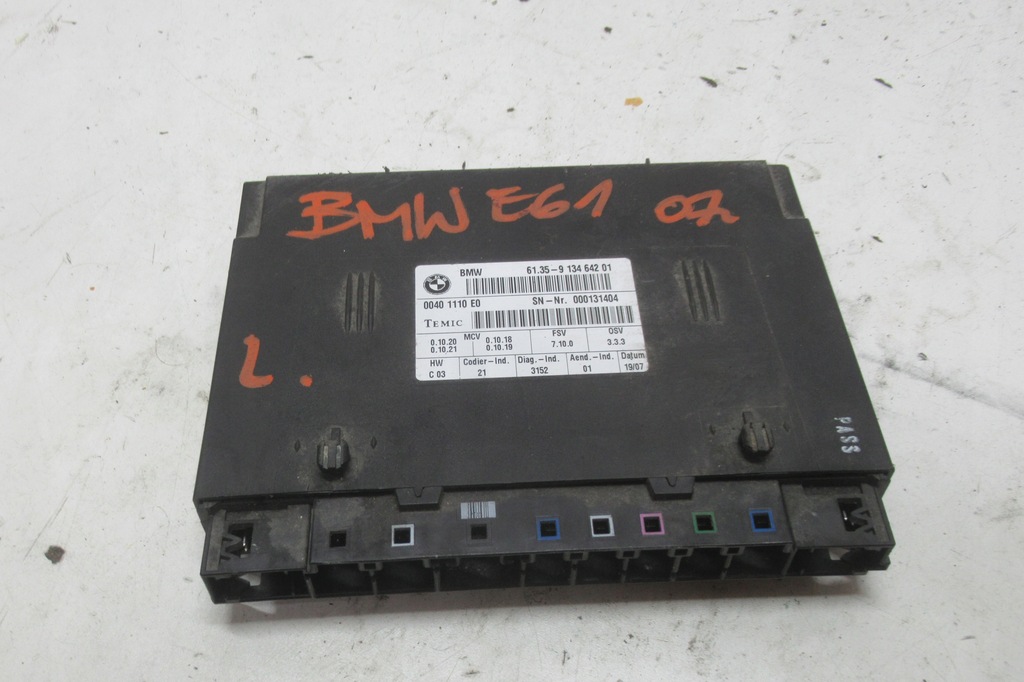 BMW E61 07r.
BMW 61.35-9 134 642 01
0040 1110 E0 SN-Nr. 000131404
TEMIC
MCV FSV OSV
0.10.20 0.10.18 7.10.0 3.3.3
0.10.21 0.10.19
HW Codier-Ind. Diag.-Ind. Aend.-Ind. Datum
C 03 21 3152 01 19/07
L.
PASS